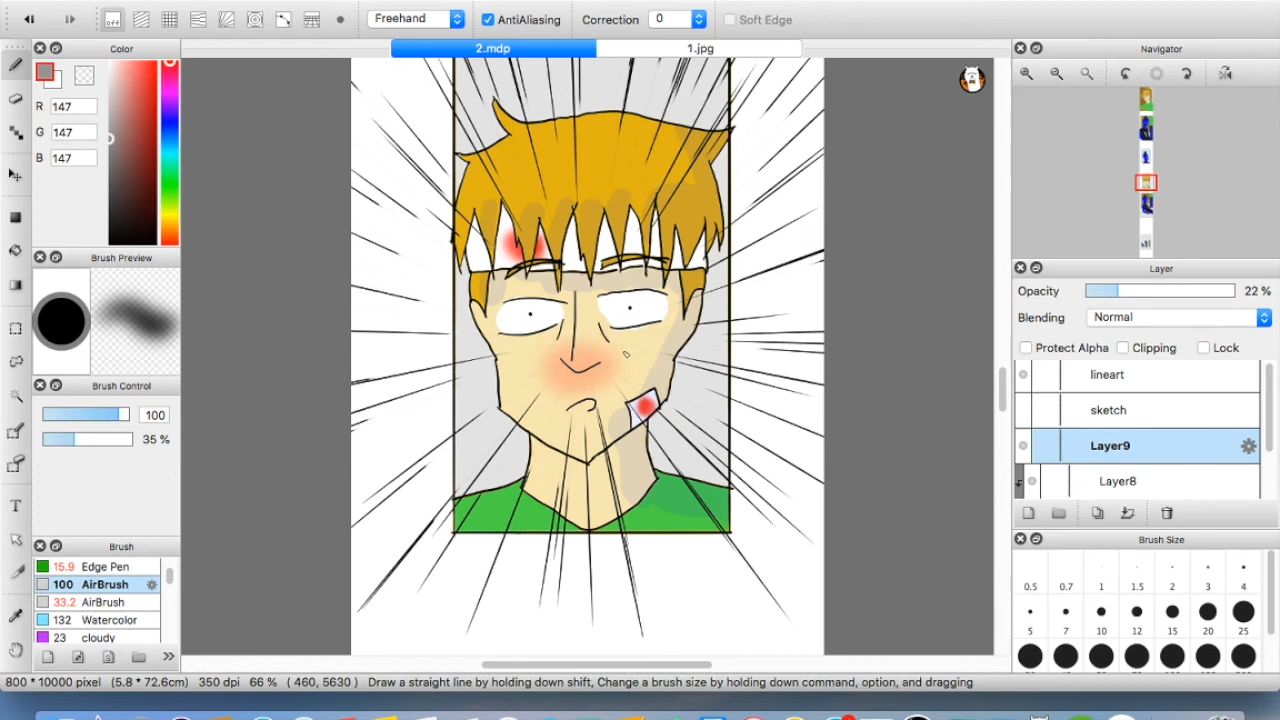 off
Freehand
AntiAliasing
Correction
0
Soft Edge
Color
2.mdp
1.jpg
Navigator
R
147
G
147
B
147
Brush Preview
Layer
Opacity
22 %
Blending
Normal
Protect Alpha
Clipping
Lock
lineart
Brush Control
sketch
100
35 %
Layer9
Layer8
T
Brush
Brush Size
15.9 Edge Pen
100 AirBrush
33.2 AirBrush
132 Watercolor
23 cloudy
0.5 0.7 1 1.5 2 3 4
5 7 10 12 15 20 25
800 * 10000 pixel (5.8 * 72.6cm) 350 dpi 66 % ( 460, 5630 ) Draw a straight line by holding down shift, Change a brush size by holding down command, option, and dragging